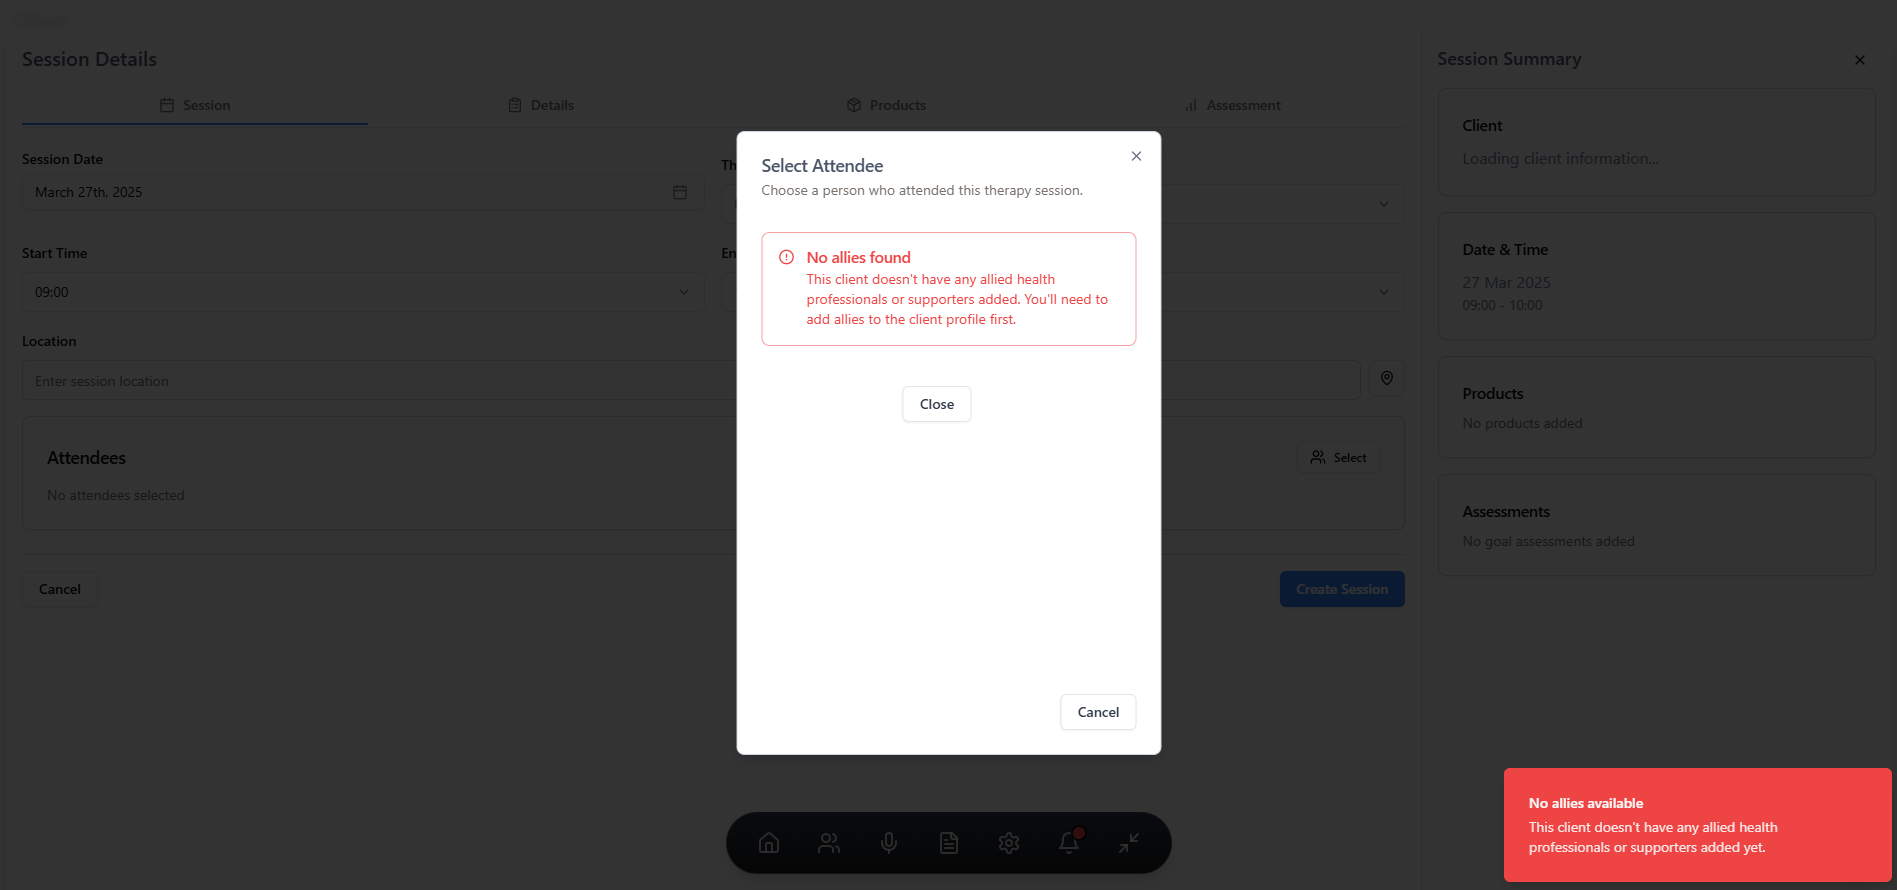 Session Details
Session
Details
Products
Assessment
Session Date
March 27th, 2025
Th
Start Time
09:00
En
Location
Enter session location
Attendees
Select
No attendees selected
Cancel
Create Session
Select Attendee
Choose a person who attended this therapy session.
No allies found
This client doesn't have any allied health
professionals or supporters added. You'll need to
add allies to the client profile first.
Close
Cancel
Session Summary
Client
Loading client information...
Date & Time
27 Mar 2025
09:00 - 10:00
Products
No products added
Assessments
No goal assessments added
No allies available
This client doesn't have any allied health
professionals or supporters added yet.